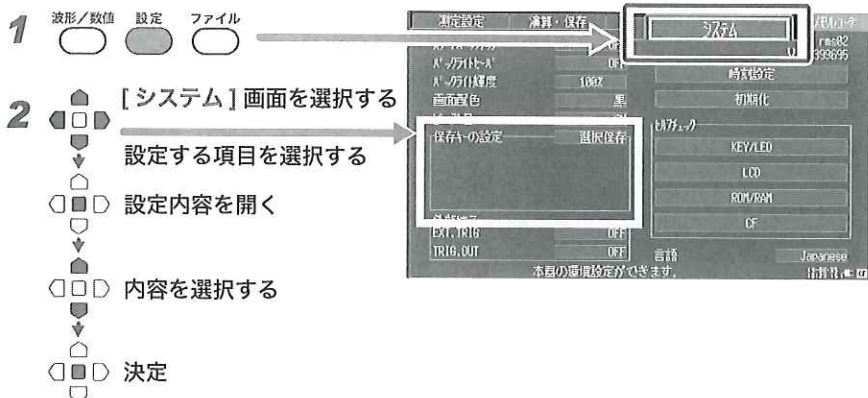 1
波形/数値 設定 ファイル
2
[システム]画面を選択する
設定する項目を選択する
設定内容を開く
内容を選択する
決定
測定設定 演算・保存 システム
rms02
399695
OFF
バックライトセーバ OFF
バックライト輝度 100%
画面配色 黒
保存キーの設定 選択保存
EXT.TRIG OFF
TRIG.OUT OFF
時刻設定
初期化
セルフチェック
KEY/LED
LCD
ROM/RAM
CF
言語 Japanese
本器の環境設定ができます.